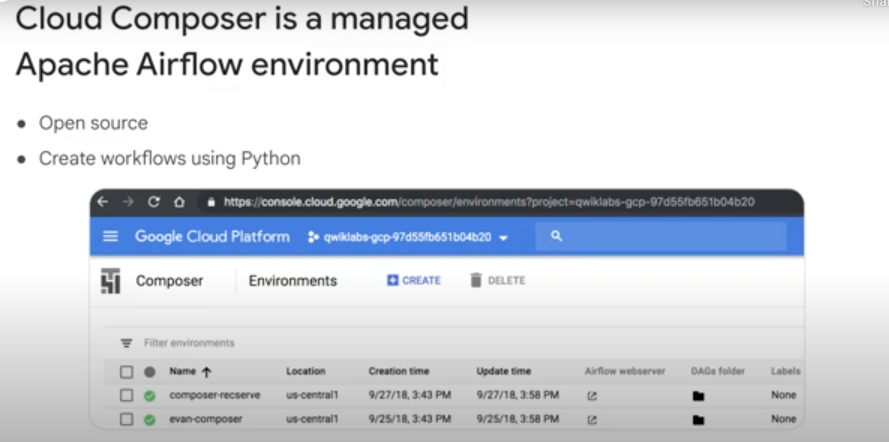 Cloud Composer is a managed
Apache Airflow environment
● Open source
● Create workflows using Python
https://console.cloud.google.com/composer/environments?project=qwiklabs-gcp-97d55fb651b04b20
Google Cloud Platform qwiklabs-gcp-97d55fb651b04b20
Composer Environments CREATE DELETE
Filter environments
Name Location Creation time Update time Airflow webserver DAGs folder Labels
composer-recserve us-central1 9/27/18, 3:43 PM 9/27/18, 3:58 PM None
evan-composer us-central1 9/25/18, 3:43 PM 9/25/18, 3:58 PM None